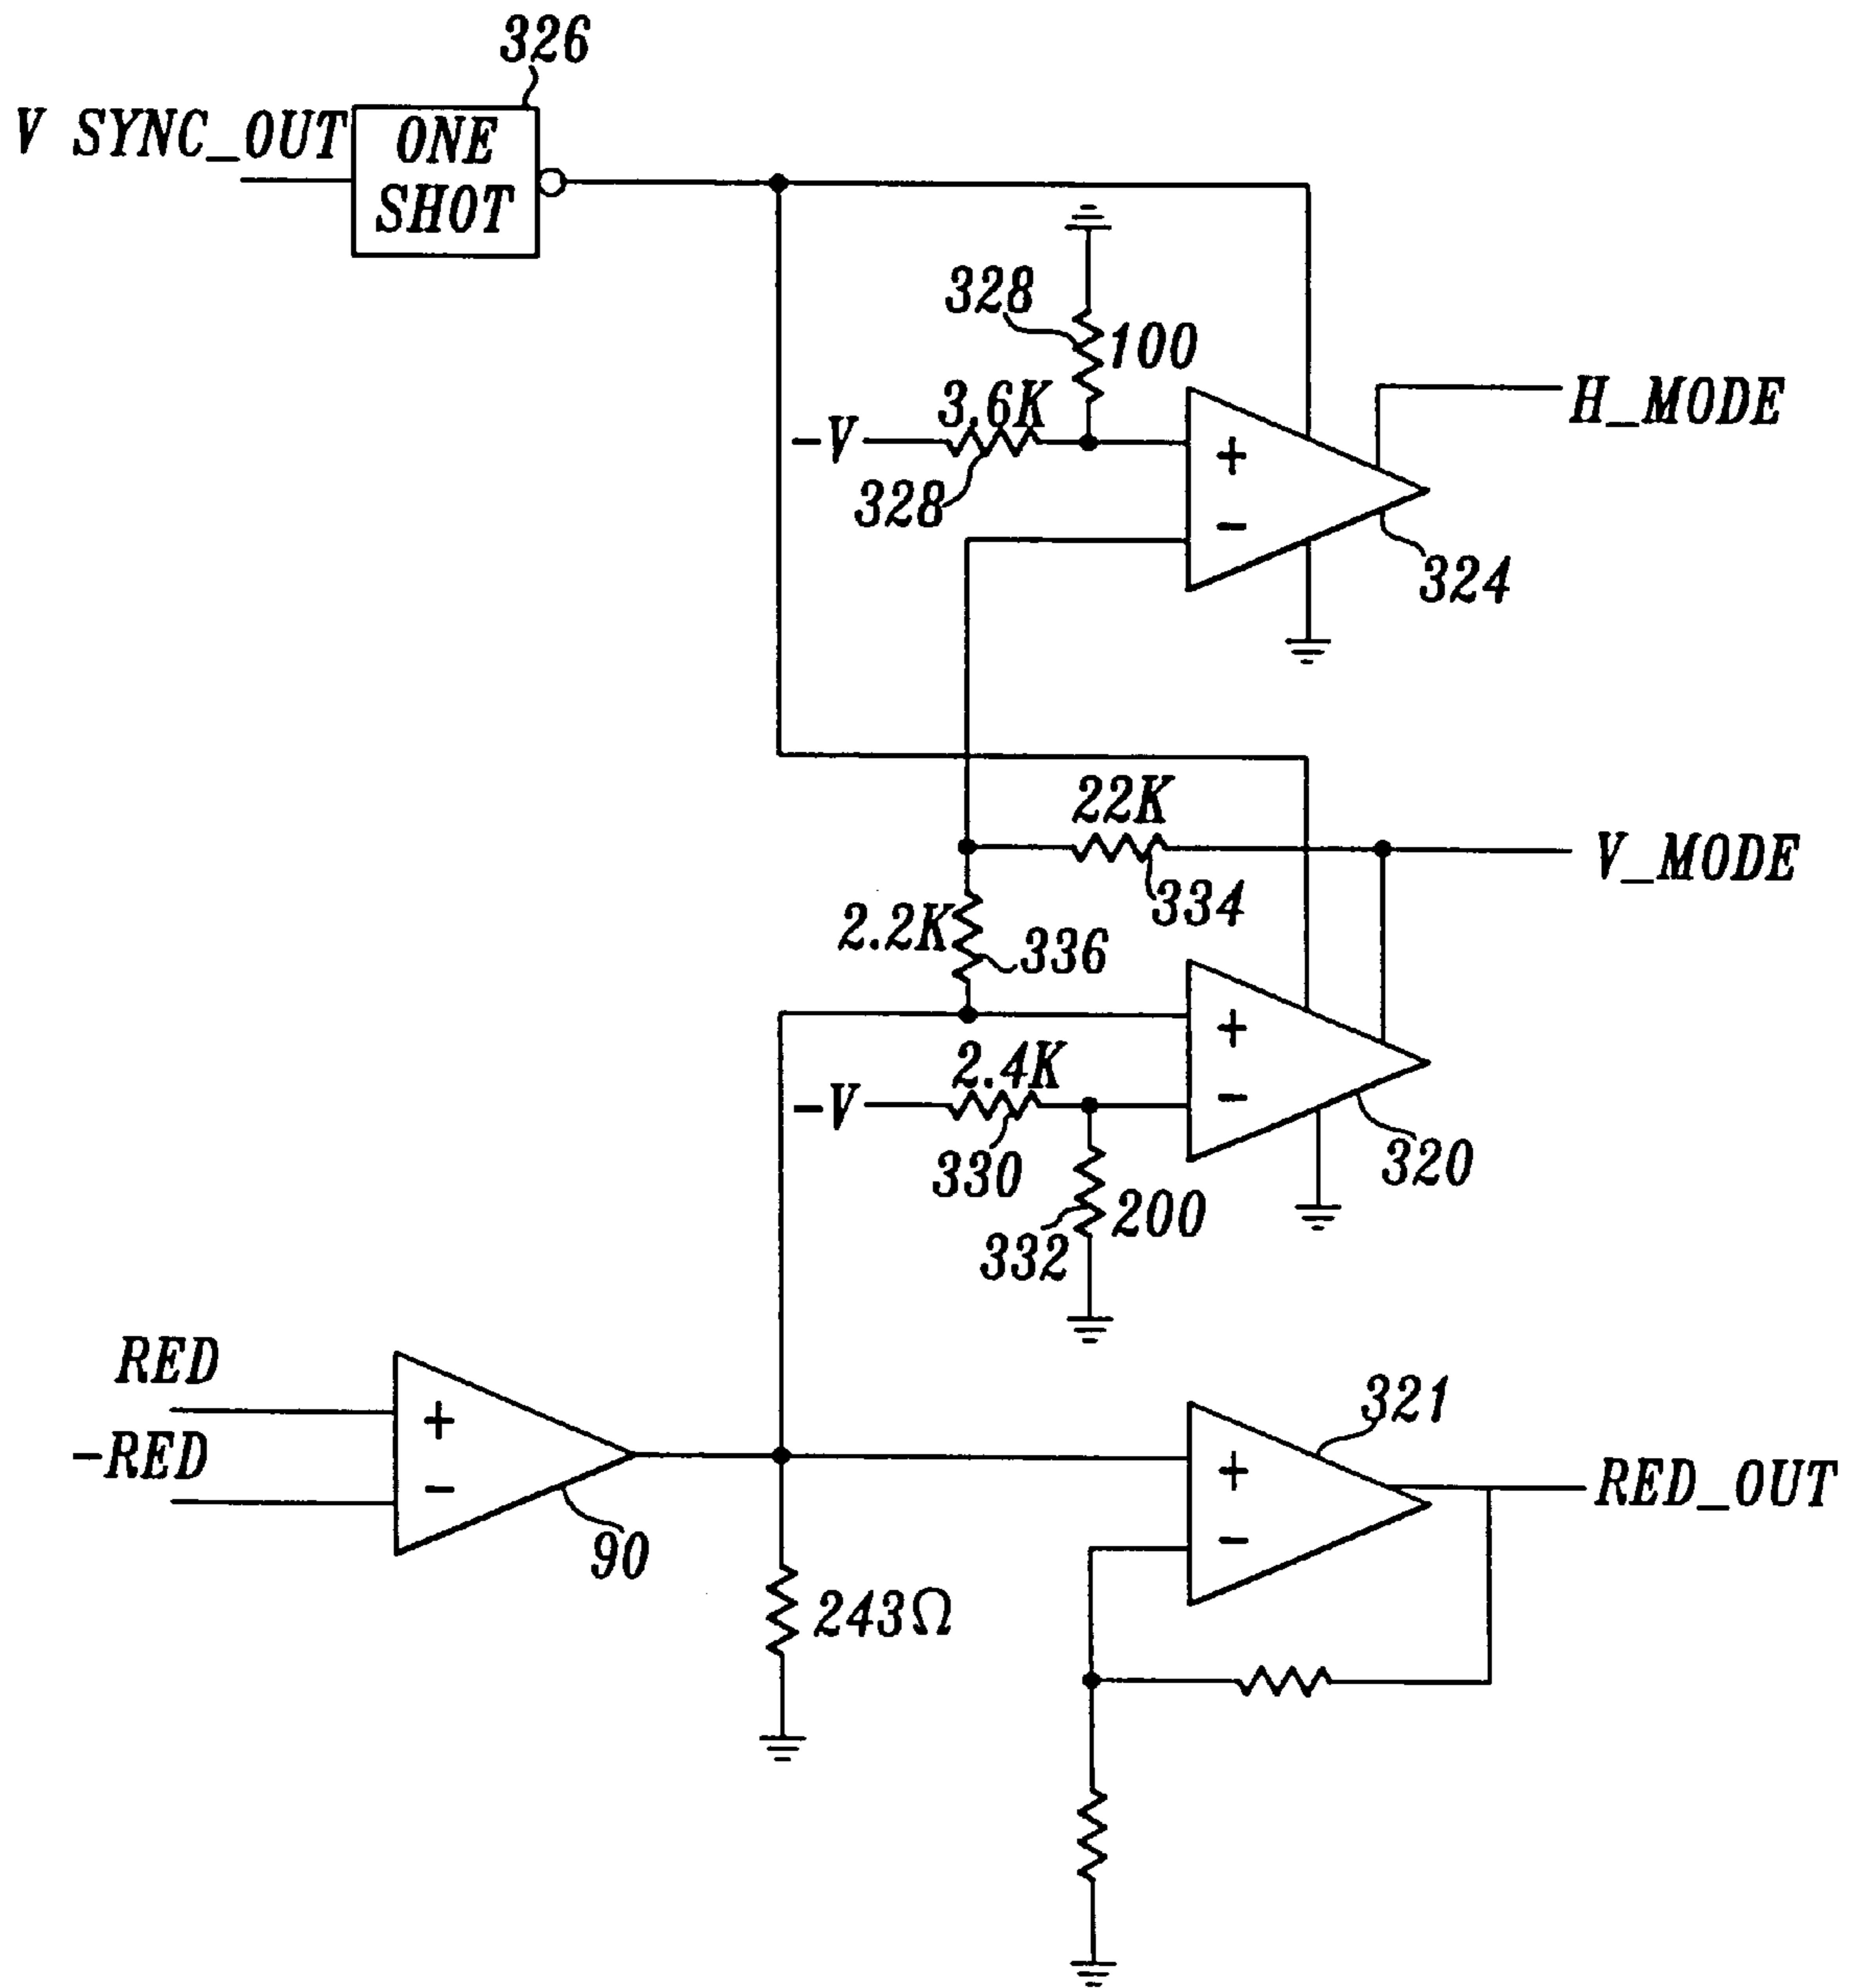 326
V SYNC_OUT
ONE
SHOT
328
100
3.6K
H_MODE
-V
+
328
-
324
22K
V_MODE
334
2.2K
336
+
2.4K
-V
-
330
320
200
332
RED
321
+
+
-RED
-
RED_OUT
-
90
243Ω